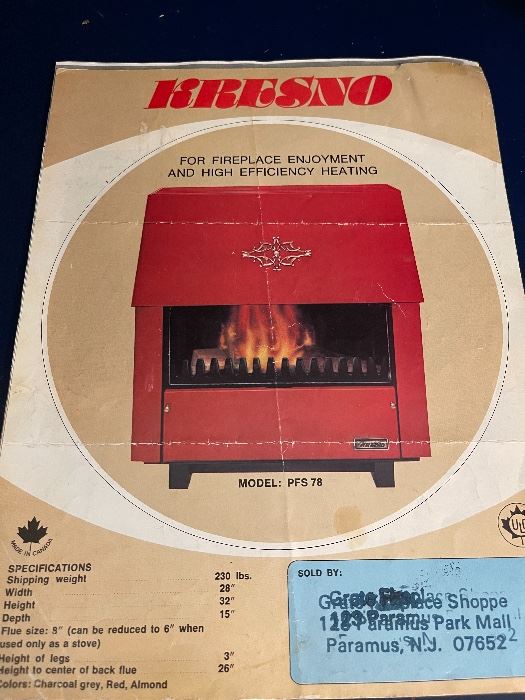 KRESNO
FOR FIREPLACE ENJOYMENT
AND HIGH EFFICIENCY HEATING
MODEL: PFS 78
MADE IN CANADA
SPECIFICATIONS
Shipping weight 230 lbs.
Width 28"
Height 32"
Depth 15"
Flue size: 8" (can be reduced to 6" when
used only as a stove)
Height of legs 3"
Height to center of back flue 26"
Colors: Charcoal grey, Red, Almond
SOLD BY:
Shoppe
Paramus Park Mall
Paramus, N.J. 07652